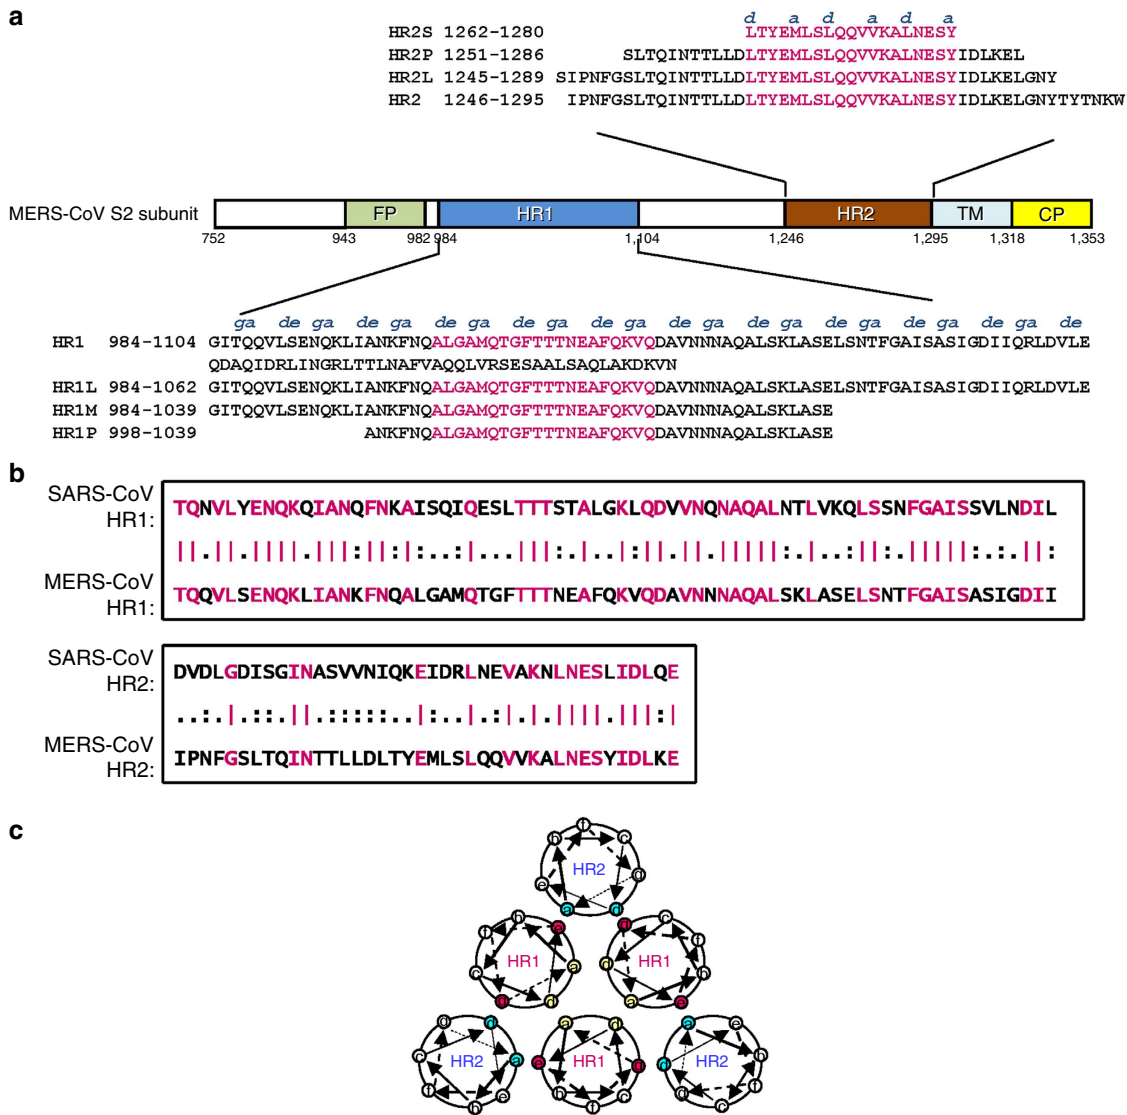 a
d a d a d a
HR2S 1262-1280 LTYEMLSLQQVVKALNESY
HR2P 1251-1286 SLTQINTTLLDLTYEMLSLQQVVKALNESYIDLKEL
HR2L 1245-1289 SIPNFGSLTQINTTLLDLTYEMLSLQQVVKALNESYIDLKELGNY
HR2 1246-1295 IPNFGSLTQINTTLLDLTYEMLSLQQVVKALNESYIDLKELGNYTYTNKW
MERS-CoV S2 subunit FP HR1 HR2 TM CP
752 943 982 984 1,104 1,246 1,295 1,318 1,353
ga de ga de ga de ga de ga de ga de ga de ga de ga de ga de ga de
HR1 984-1104 GITQQVLSENQKLIANKFNQALGAMQTGFTTTNEAFQKVQDAVNNNAQALSKLASELSNTFGAISASIGDIIQRLDVLE
QDAQIDRLINGRLTTLNAFVAQQLVRSESAALSAQLAKDKVN
HR1L 984-1062 GITQQVLSENQKLIANKFNQALGAMQTGFTTTNEAFQKVQDAVNNNAQALSKLASELSNTFGAISASIGDIIQRLDVLE
HR1M 984-1039 GITQQVLSENQKLIANKFNQALGAMQTGFTTTNEAFQKVQDAVNNNAQALSKLASE
HR1P 998-1039 ANKFNQALGAMQTGFTTTNEAFQKVQDAVNNNAQALSKLASE
b
SARS-CoV HR1: TQNVLYENQKQIANQFNKAISQIQESLTTTSTALGKLQDVVNQNAQALNTLVKQLSSNFGAISSVLNDIL
||.||.||||.|||:||:|:..:|...|||:.|..|:||.||.|||||:.|..:||.|||||:.:.||:
MERS-CoV HR1: TQQVLSENQKLIANKFNQALGAMQTGFTTTNEAFQKVQDAVNNNAQALSKLASELSNTFGAISASIGDII
SARS-CoV HR2: DVDLGDISGINASVVNIQKEIDRLNEVAKNLNESLIDLQE
..:.|.::.||.:::::..|:..|.:|.|.||||.|||:|
MERS-CoV HR2: IPNFGSLTQINTTLLDLTYEMLSLQQVVKALNESYIDLKE
c
f
b c
HR2
e g
a d
b e g c
f f
HR1 HR1
c a d b
g d a e
g d a d a e
c HR2 a e HR1 g d HR2 b
f e b c g f
b f c